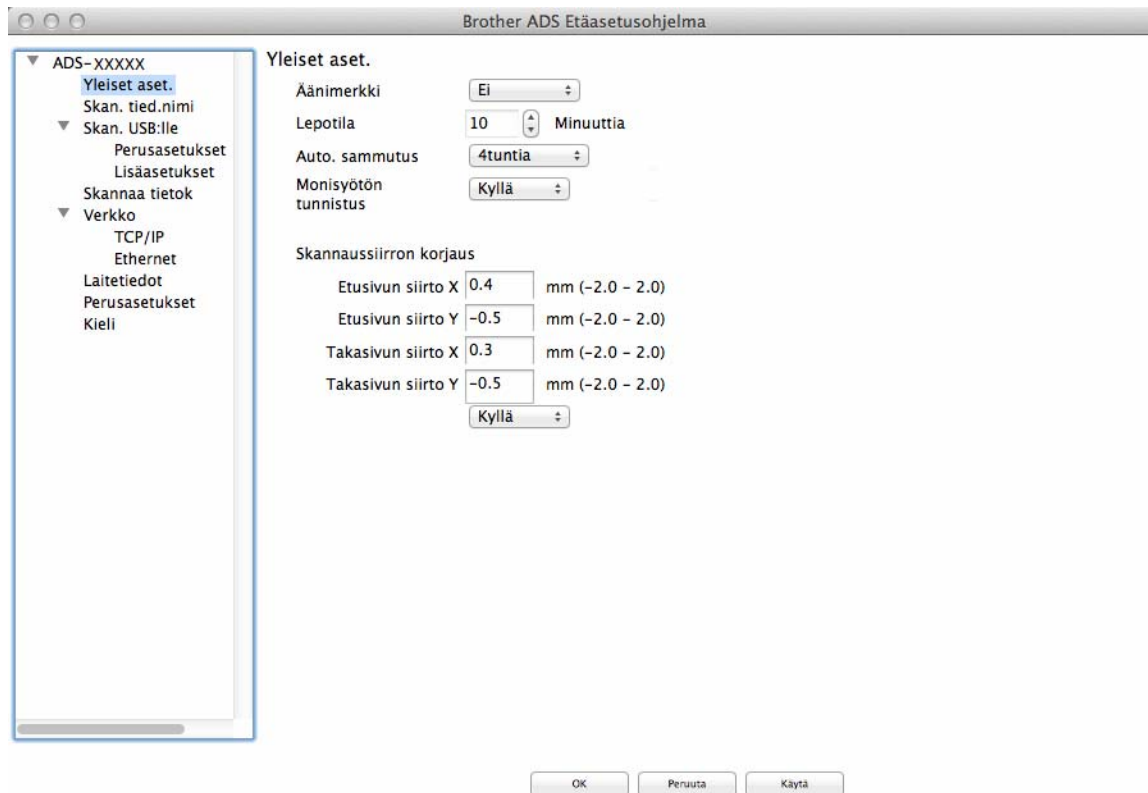 Brother ADS Etäasetusohjelma
ADS-XXXXX
Yleiset aset.
Skan. tied.nimi
Skan. USB:lle
Perusasetukset
Lisäasetukset
Skannaa tietok
Verkko
TCP/IP
Ethernet
Laitetiedot
Perusasetukset
Kieli
Yleiset aset.
Äänimerkki Ei
Lepotila 10 Minuuttia
Auto. sammutus 4tuntia
Monisyötön
tunnistus Kyllä
Skannaussiirron korjaus
Etusivun siirto X 0.4 mm (-2.0 - 2.0)
Etusivun siirto Y -0.5 mm (-2.0 - 2.0)
Takasivun siirto X 0.3 mm (-2.0 - 2.0)
Takasivun siirto Y -0.5 mm (-2.0 - 2.0)
Kyllä
OK Peruuta Käytä